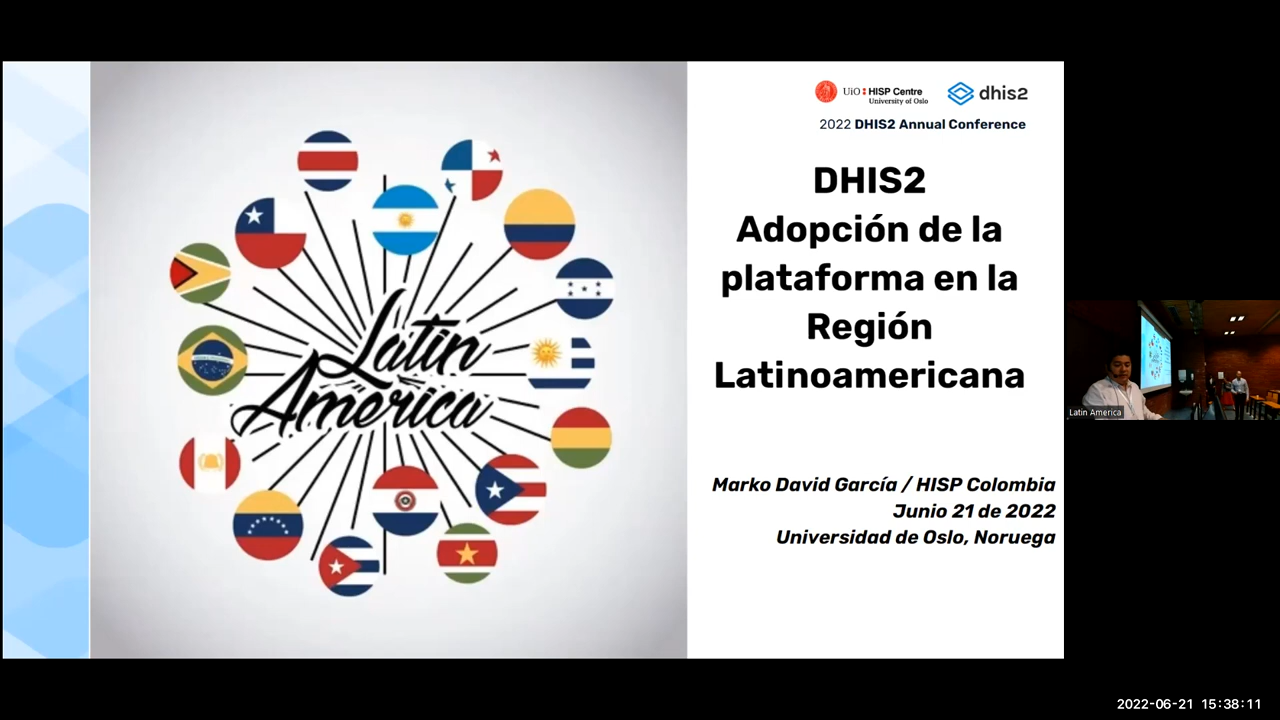 UiO HISP Centre
University of Oslo
dhis2
2022 DHIS2 Annual Conference
DHIS2
Adopción de la
plataforma en la
Región
Latinoamericana
Latin
America
Marko David García / HISP Colombia
Junio 21 de 2022
Universidad de Oslo, Noruega
Latin America
2022-06-21 15:38:11